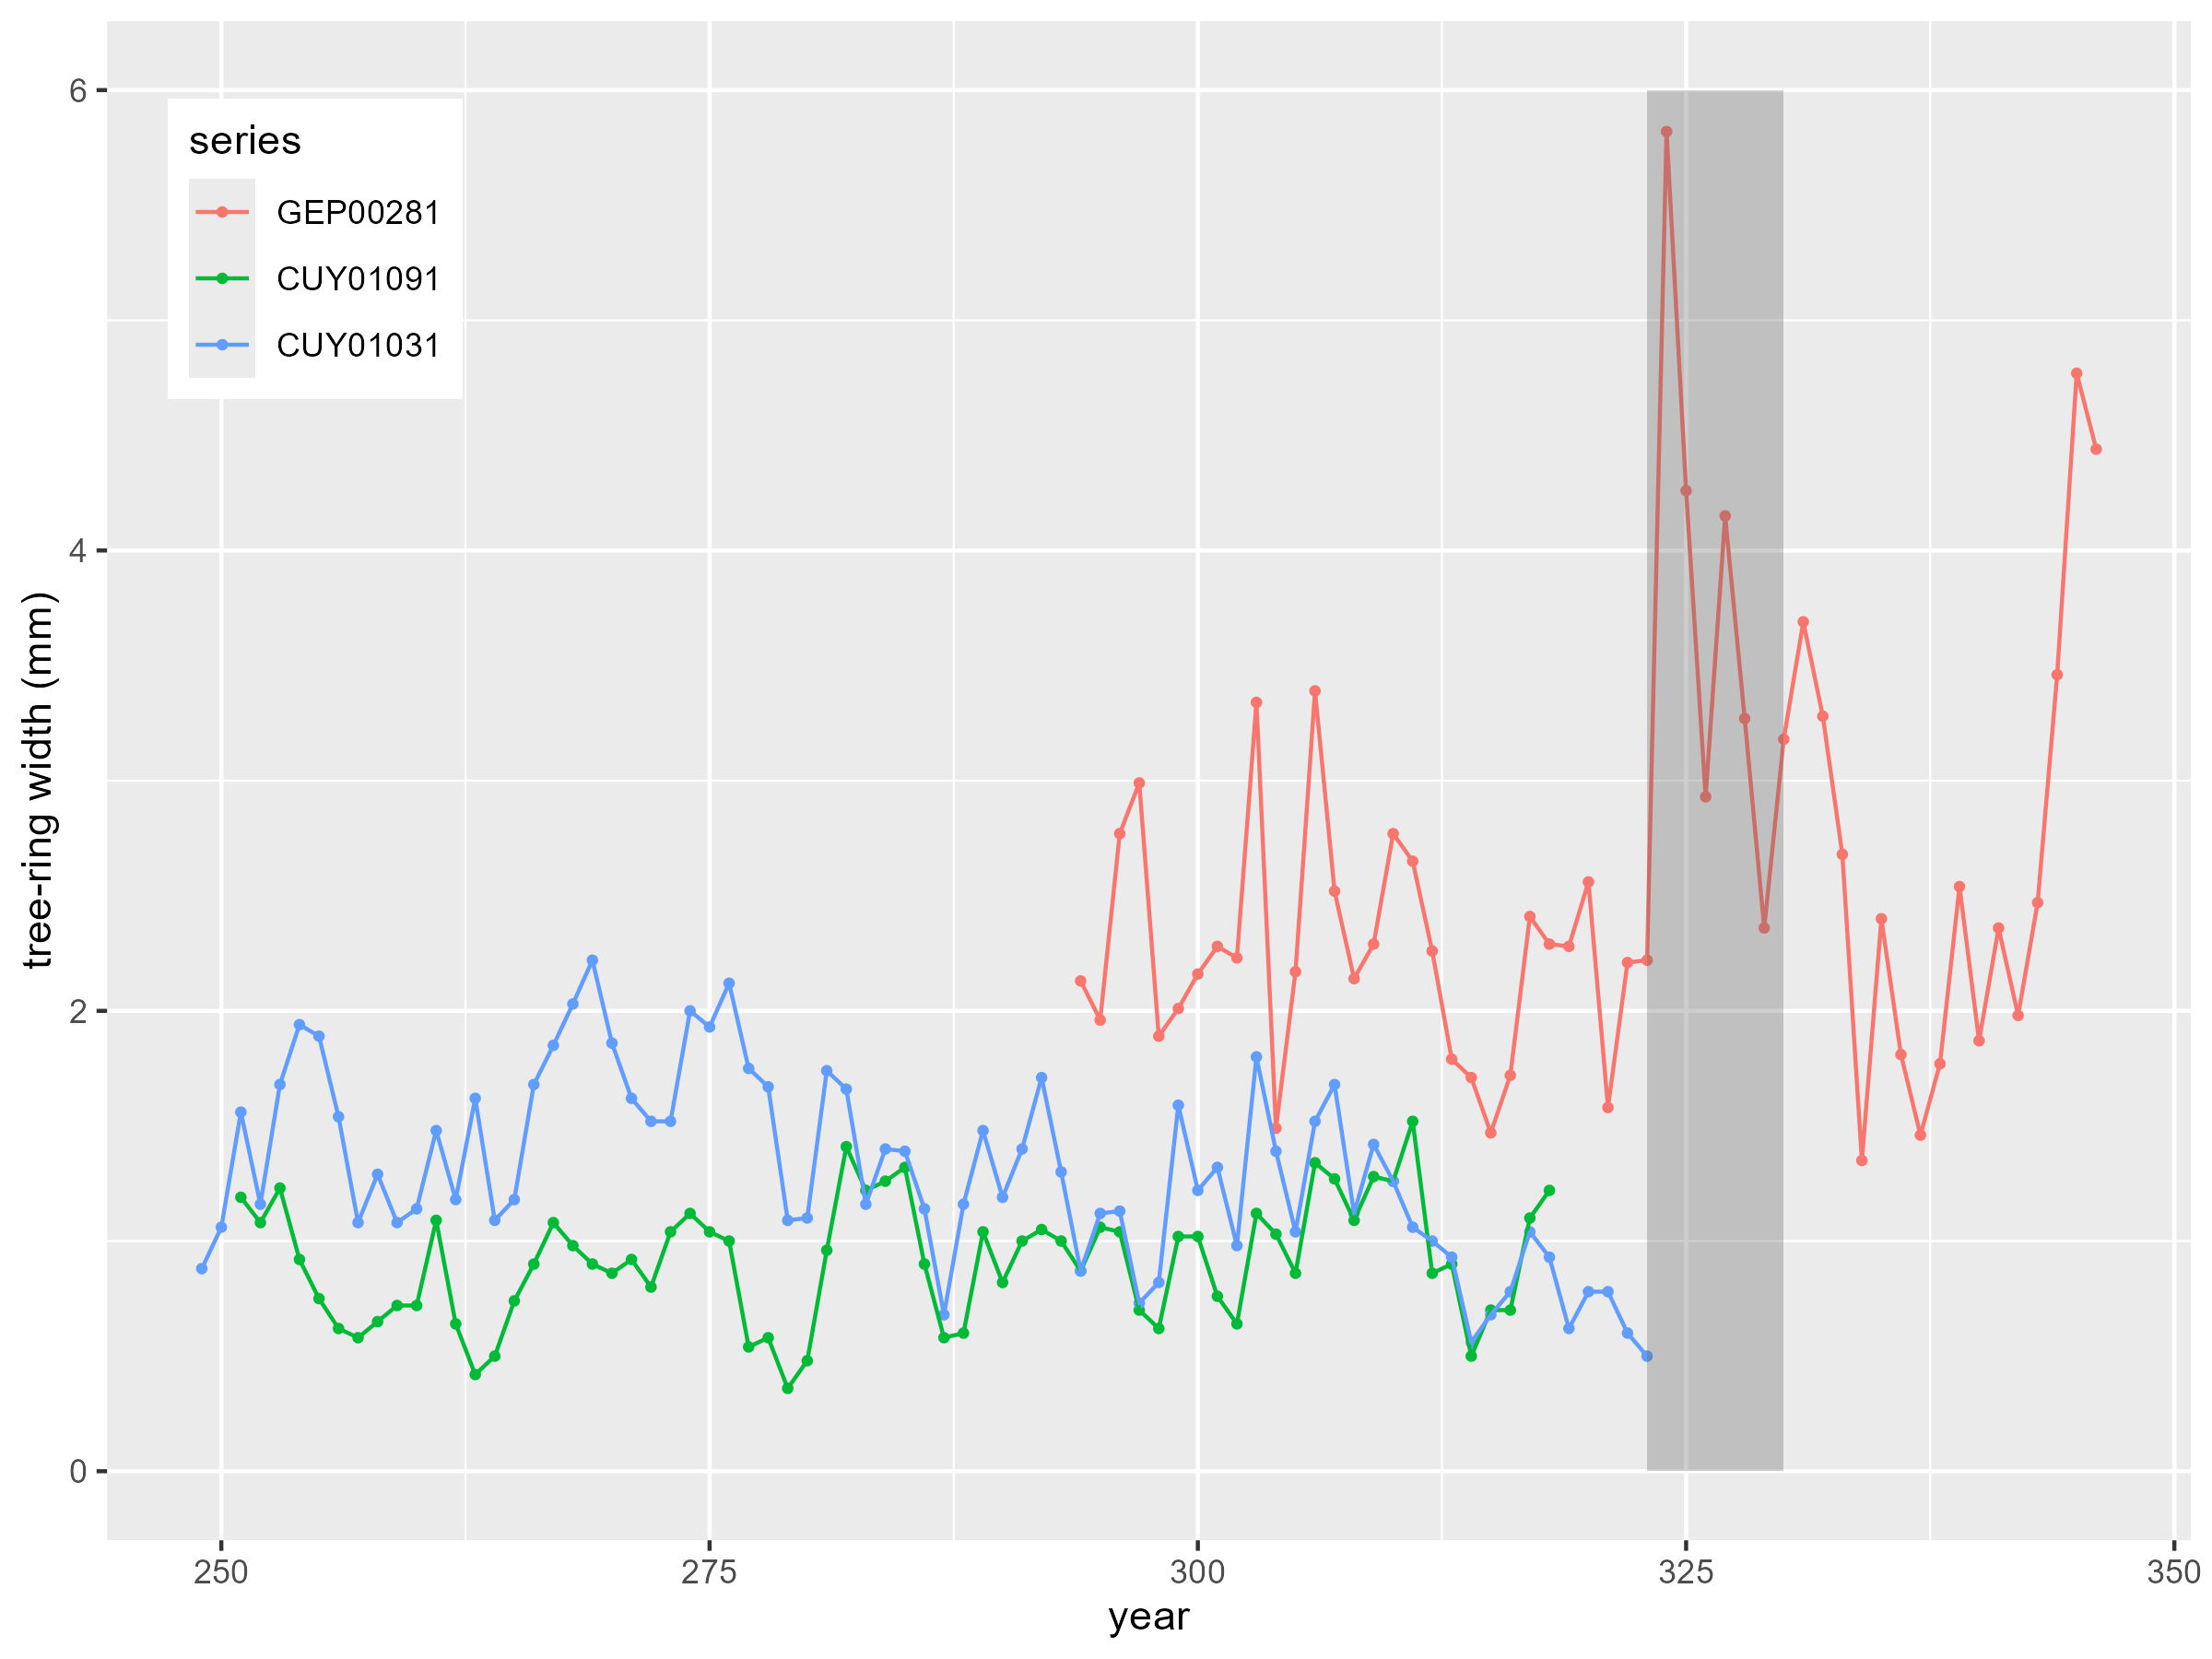 series
GEP00281
CUY01091
CUY01031
6
4
2
0
tree-ring width (mm)
250 275 300 325 350
year